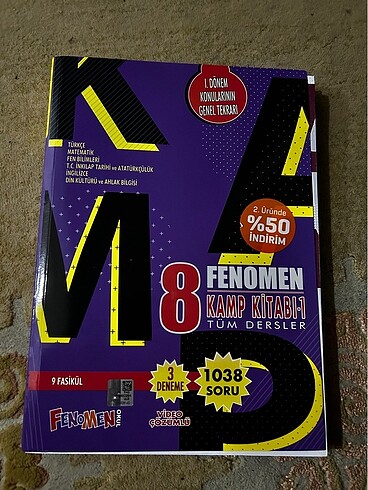 KAMP
I. DÖNEM
KONULARININ
GENEL TEKRARI
TÜRKÇE
MATEMATİK
FEN BİLİMLERİ
T.C. İNKILAP TARİHİ ve ATATÜRKÇÜLÜK
İNGİLİZCE
DİN KÜLTÜRÜ ve AHLAK BİLGİSİ
2. Üründe
%50
İNDİRİM
8 FENOMEN
KAMP KİTABI-1
TÜM DERSLER
9 FASİKÜL
3
DENEME
1038
SORU
FENOMEN
OKUL
VİDEO
ÇÖZÜMLÜ